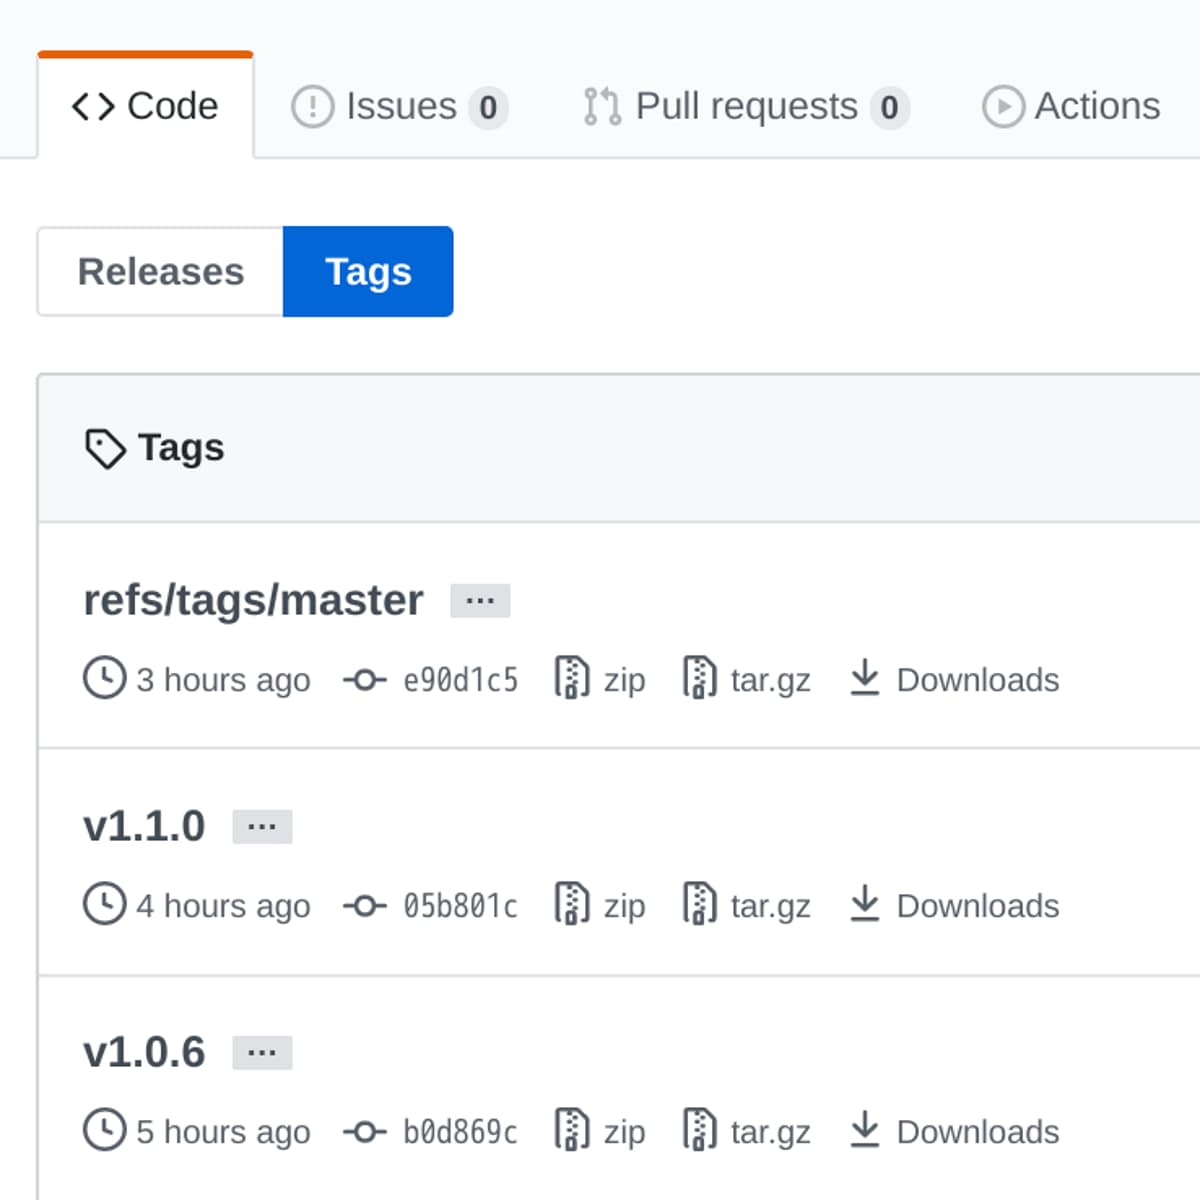 Code Issues 0 Pull requests 0 Actions
Releases Tags
Tags
refs/tags/master ...
3 hours ago e90d1c5 zip tar.gz Downloads
v1.1.0 ...
4 hours ago 05b801c zip tar.gz Downloads
v1.0.6 ...
5 hours ago b0d869c zip tar.gz Downloads